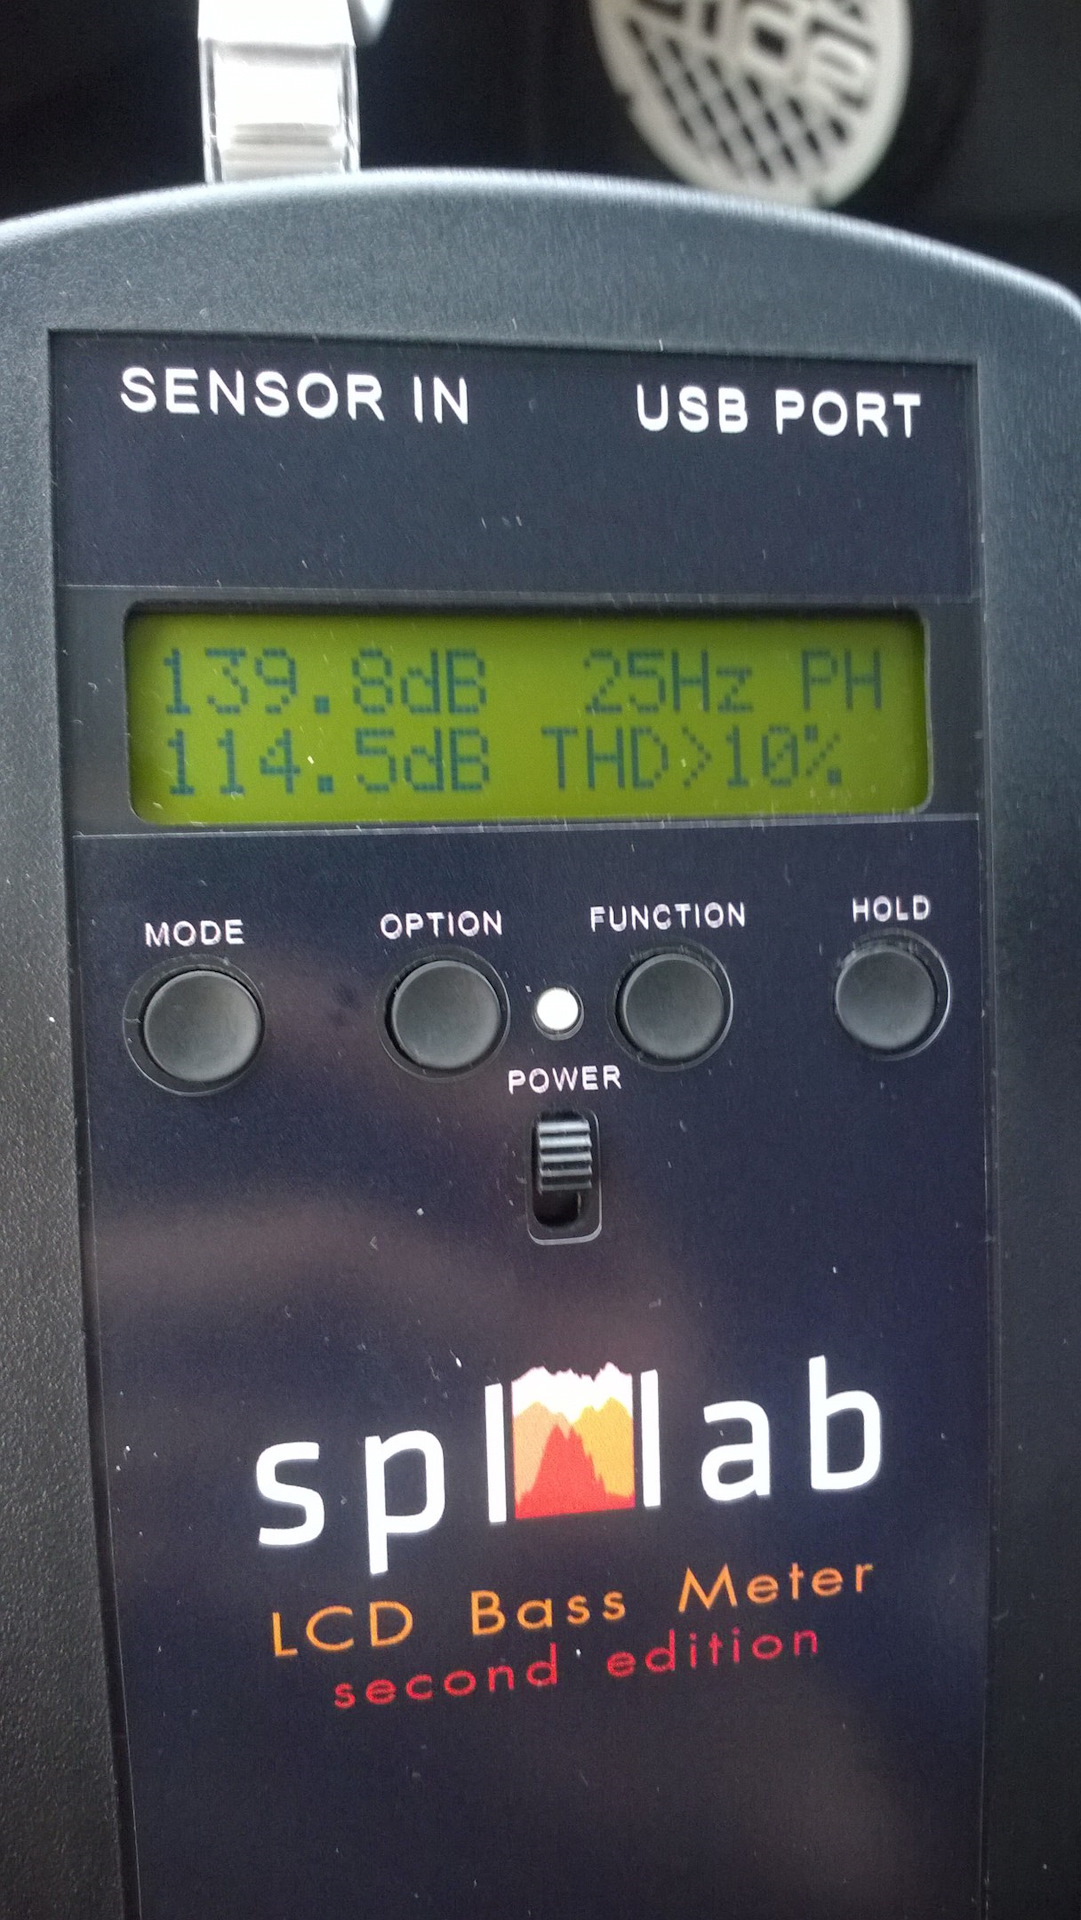 SENSOR IN USB PORT
139.8dB 25Hz PH
114.5dB THD>10%
MODE OPTION FUNCTION HOLD
POWER
spl lab
LCD Bass Meter
second edition